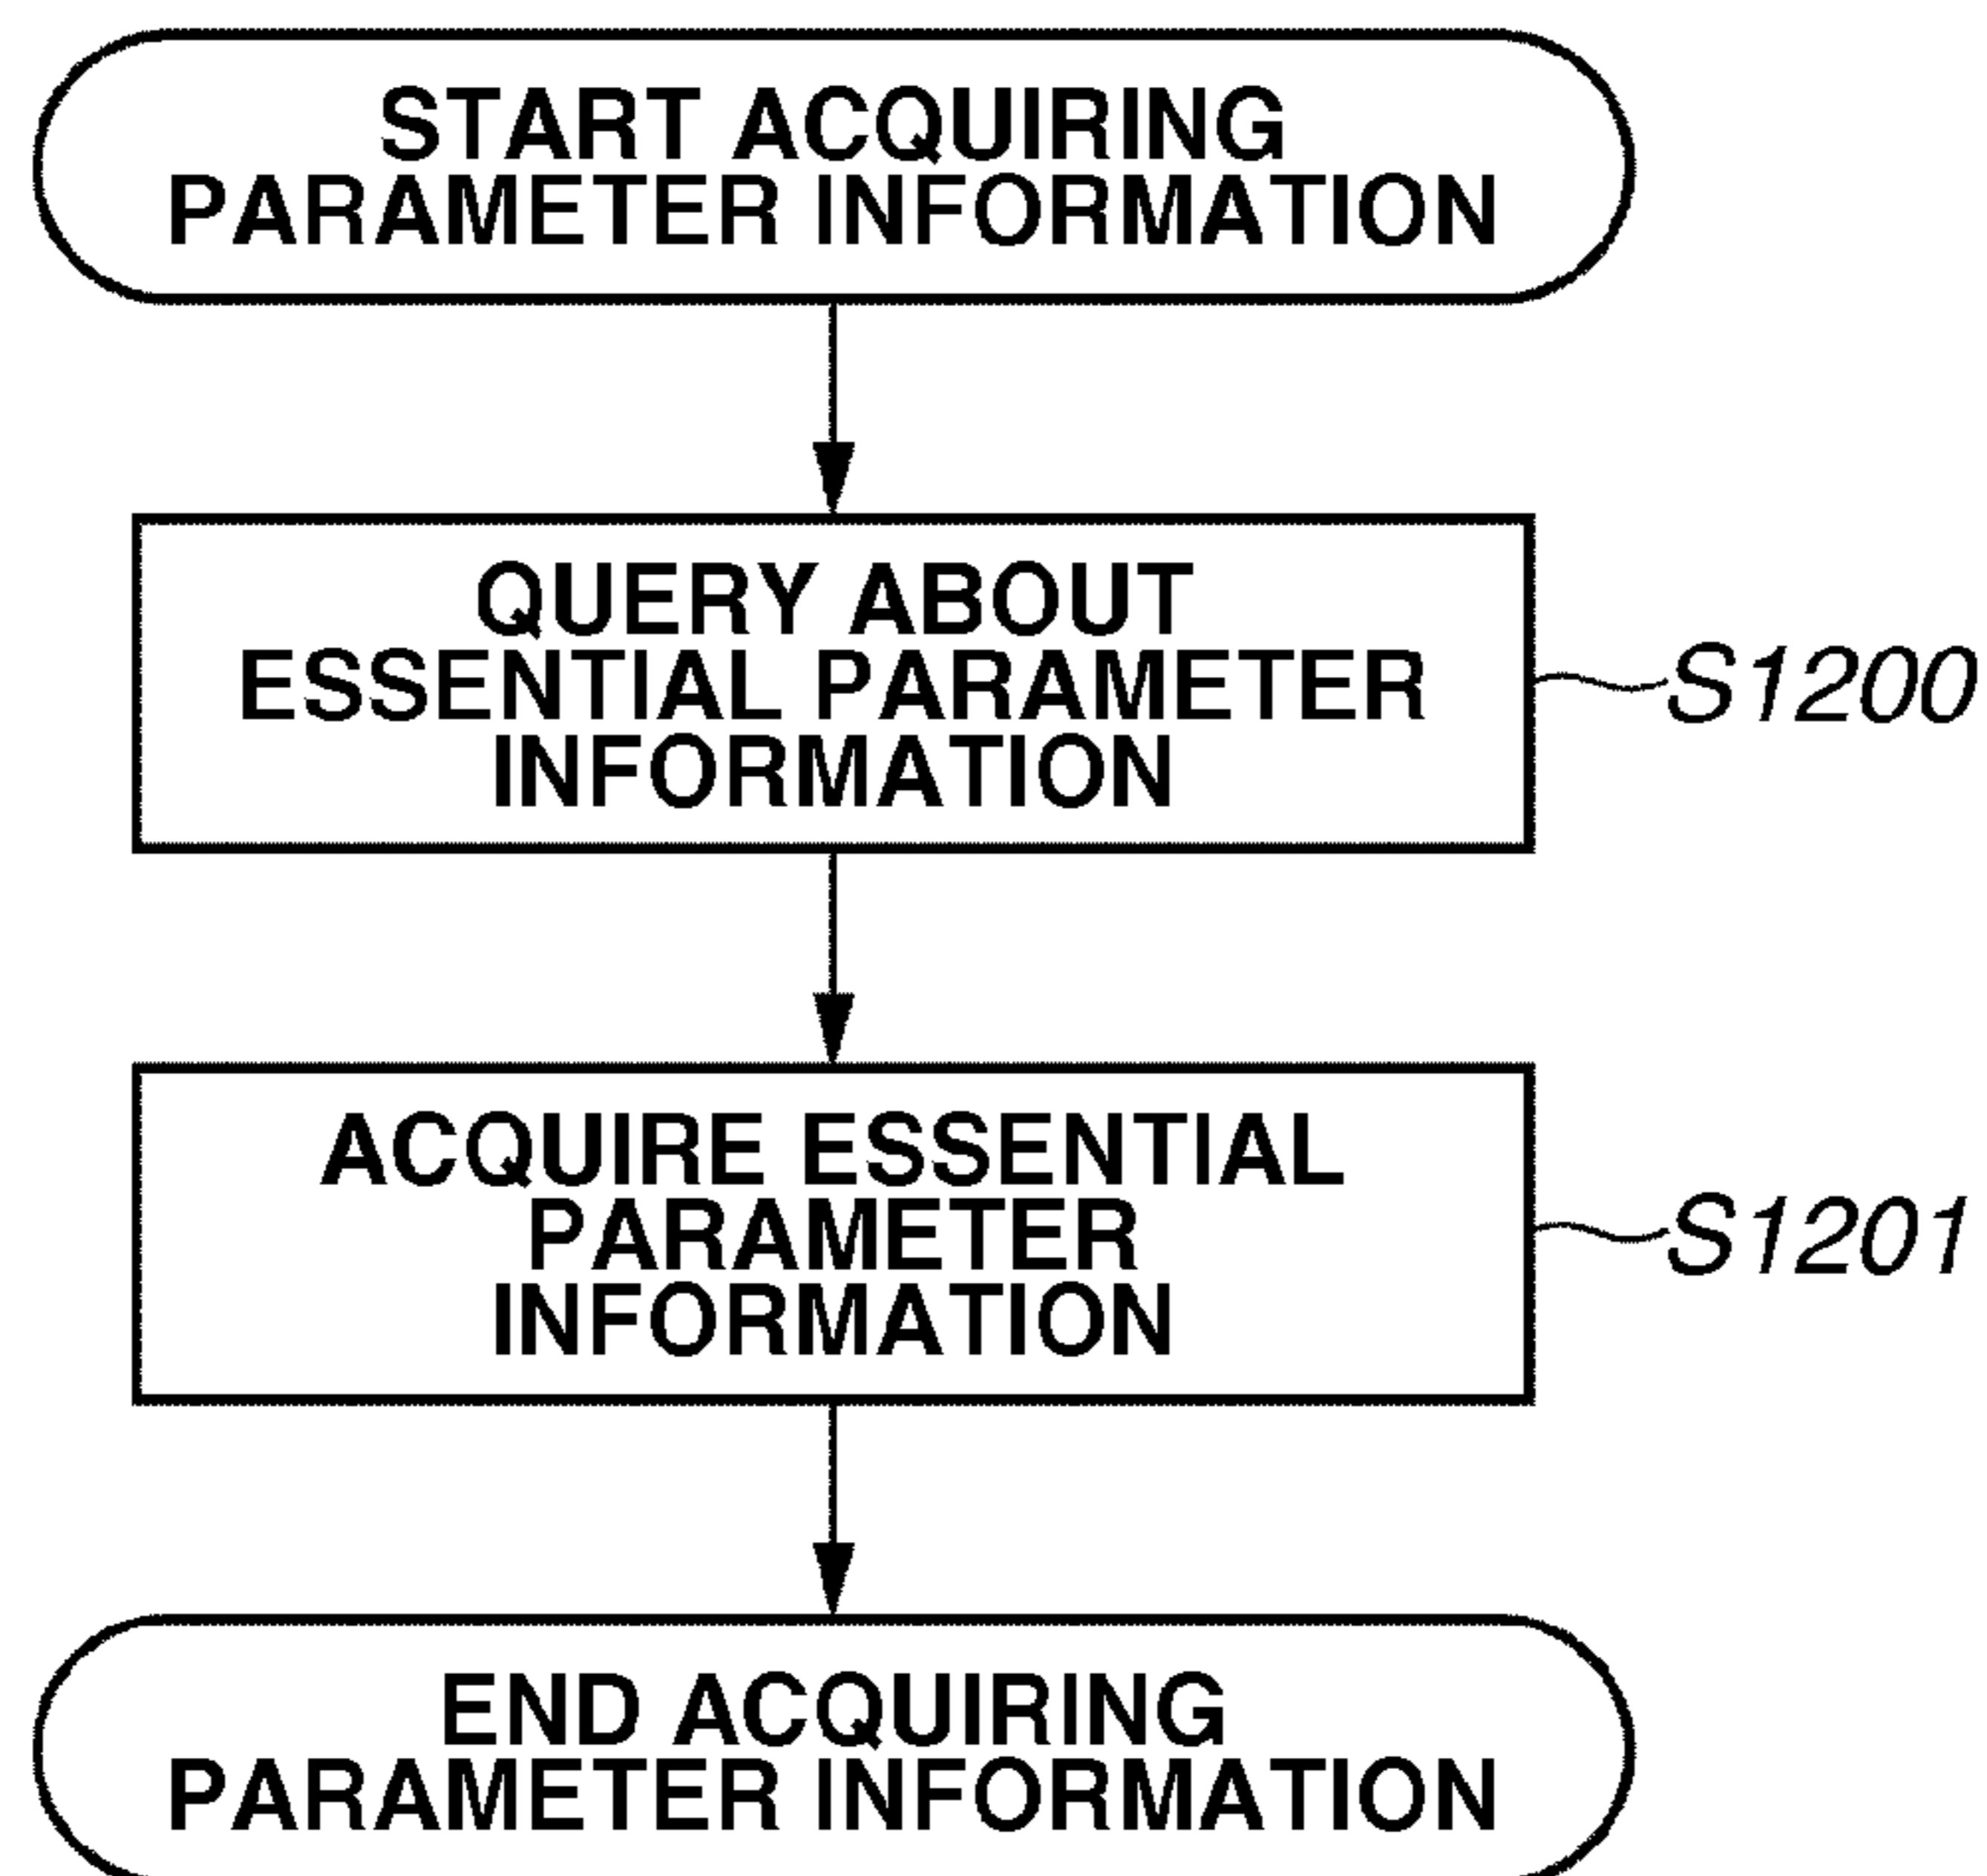 START ACQUIRING
PARAMETER INFORMATION
QUERY ABOUT
ESSENTIAL PARAMETER
INFORMATION
S1200
ACQUIRE ESSENTIAL
PARAMETER
INFORMATION
S1201
END ACQUIRING
PARAMETER INFORMATION